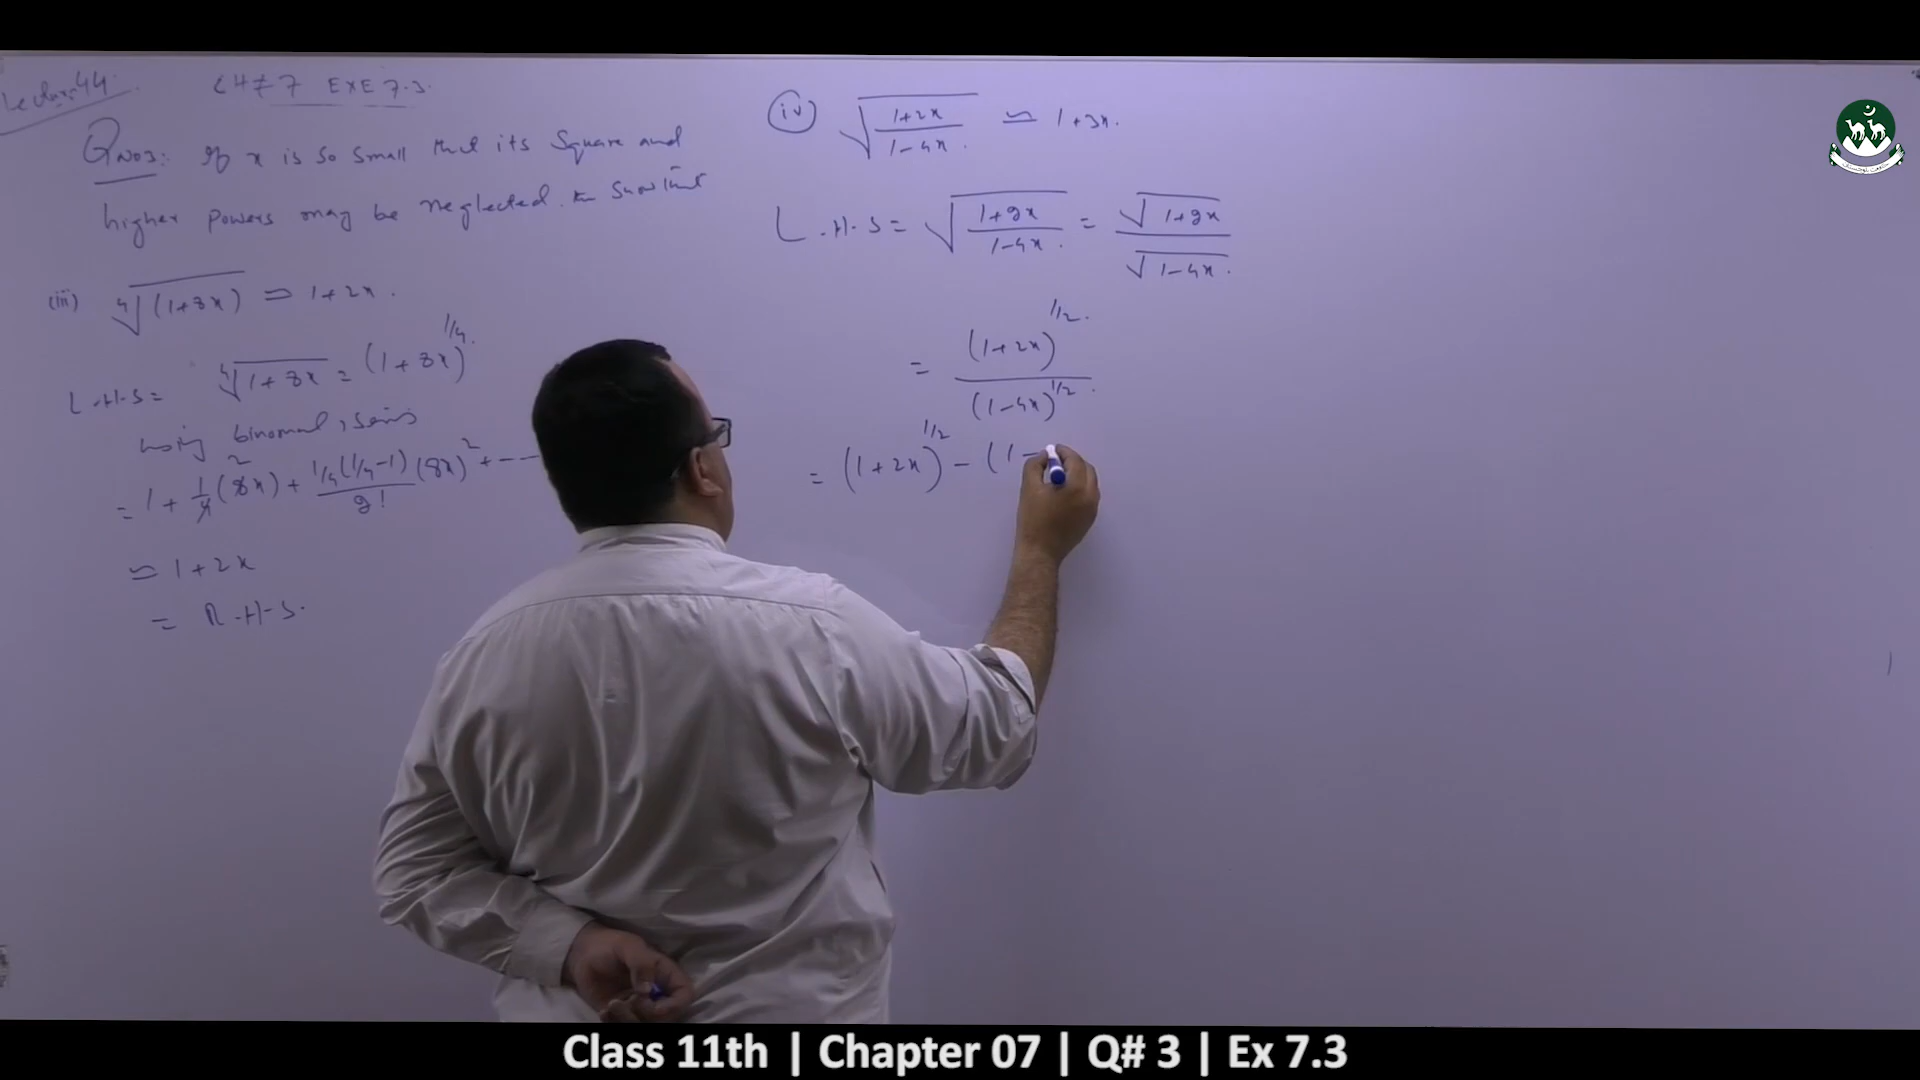 Lecture 44. CH# 7 EXE 7.3.
QNO3: If x is so small that its Square and
higher powers may be neglected. Show that
(iii) ∜(1+8x) ≃ 1+2x.
L.H.S = ∜1+8x = (1+8x)^1/4.
using binomial series
= 1 + 1/4 (8x) 2 + 1/4(1/4-1)/2! (8x)^2 + ---
≃ 1+2x
= R.H.S.
(iv) √(1+2x / 1-4x.) ≃ 1+3x.
L.H.S = √(1+2x / 1-4x.) = √1+2x / √1-4x.
= (1+2x)^1/2. / (1-4x)^1/2.
= (1+2x)^1/2 - (1-
Class 11th | Chapter 07 | Q# 3 | Ex 7.3